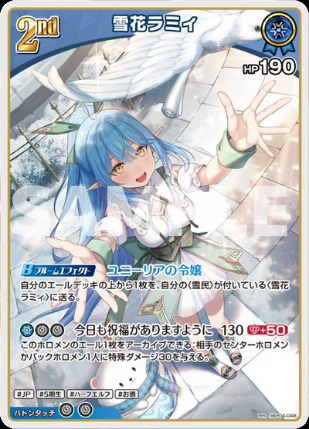 2nd
雪花ラミィ
HP190
SAMPLE
Bブルームエフェクト ユニーリアの令嬢
自分のエールデッキの上から1枚を、自分の〈雪民〉が付いている〈雪花
ラミィ〉に送る。
今日も祝福がありますように 130 +50
このホロメンのエール1枚をアーカイブできる:相手のセンターホロメン
かバックホロメン1人に特殊ダメージ30を与える。
#JP #5期生 #ハーフエルフ #お酒
バトンタッチ
hBP04-048